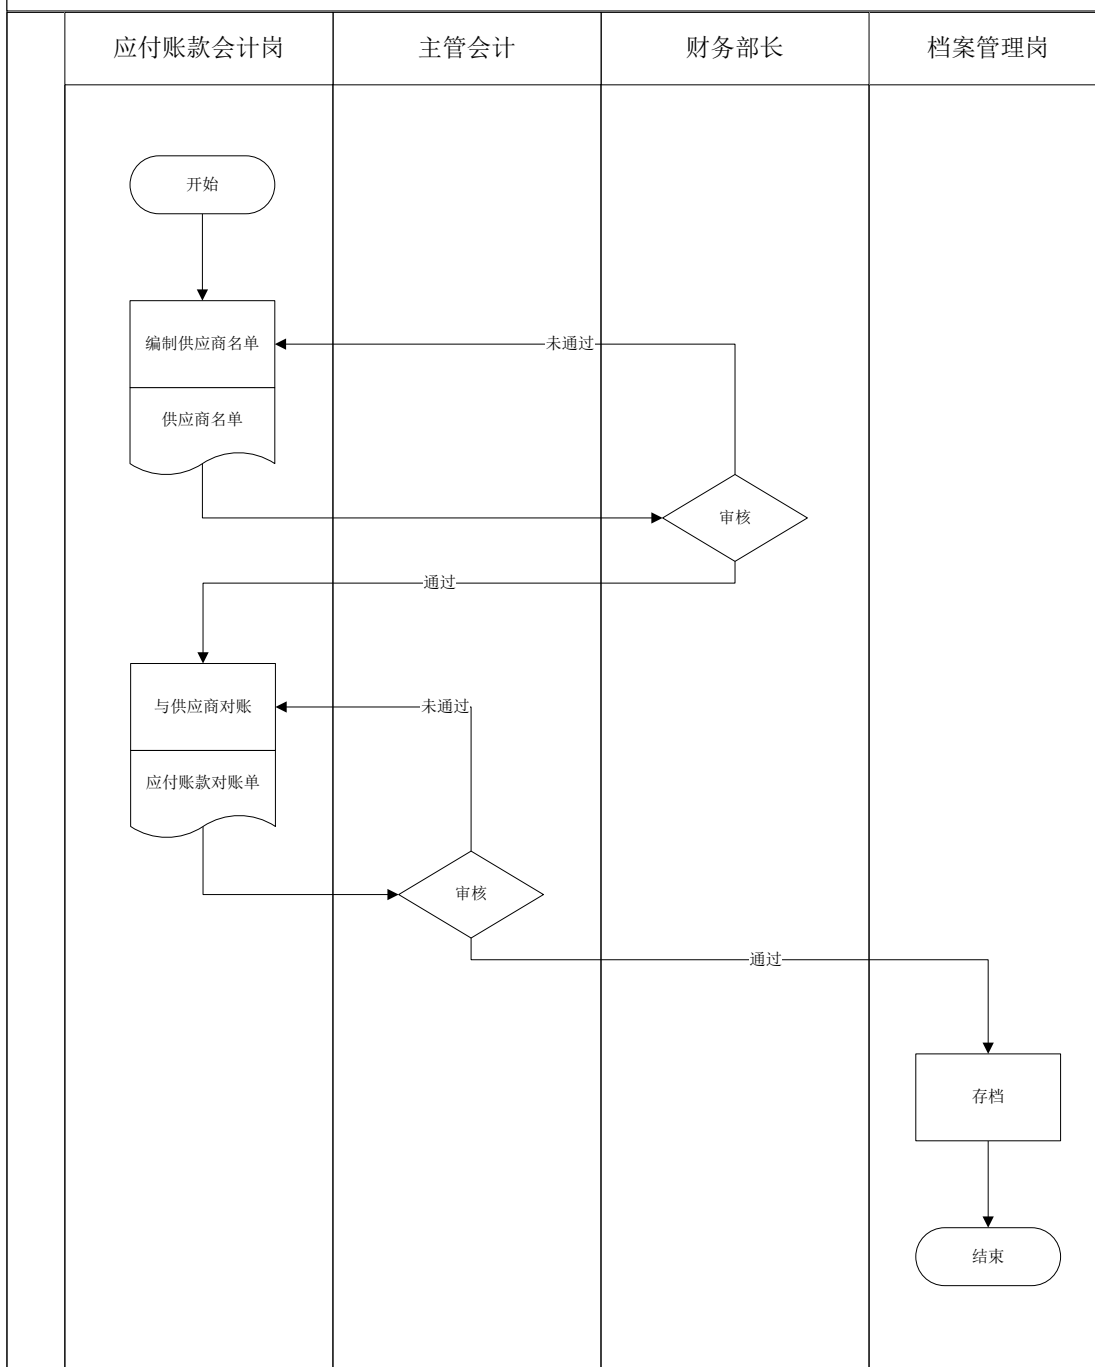 应付账款会计岗
主管会计
财务部长
档案管理岗
开始
编制供应商名单
未通过
供应商名单
审核
通过
与供应商对账
未通过
应付账款对账单
审核
通过
存档
结束